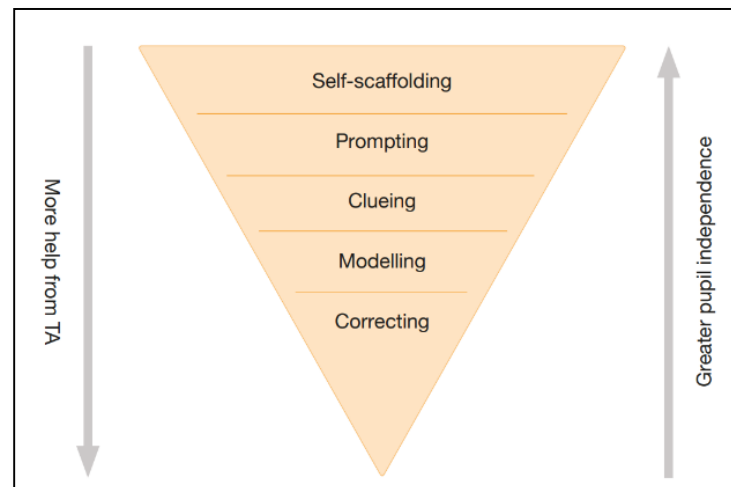 Self-scaffolding
Prompting
Clueing
Modelling
Correcting
More help from TA
Greater pupil independence